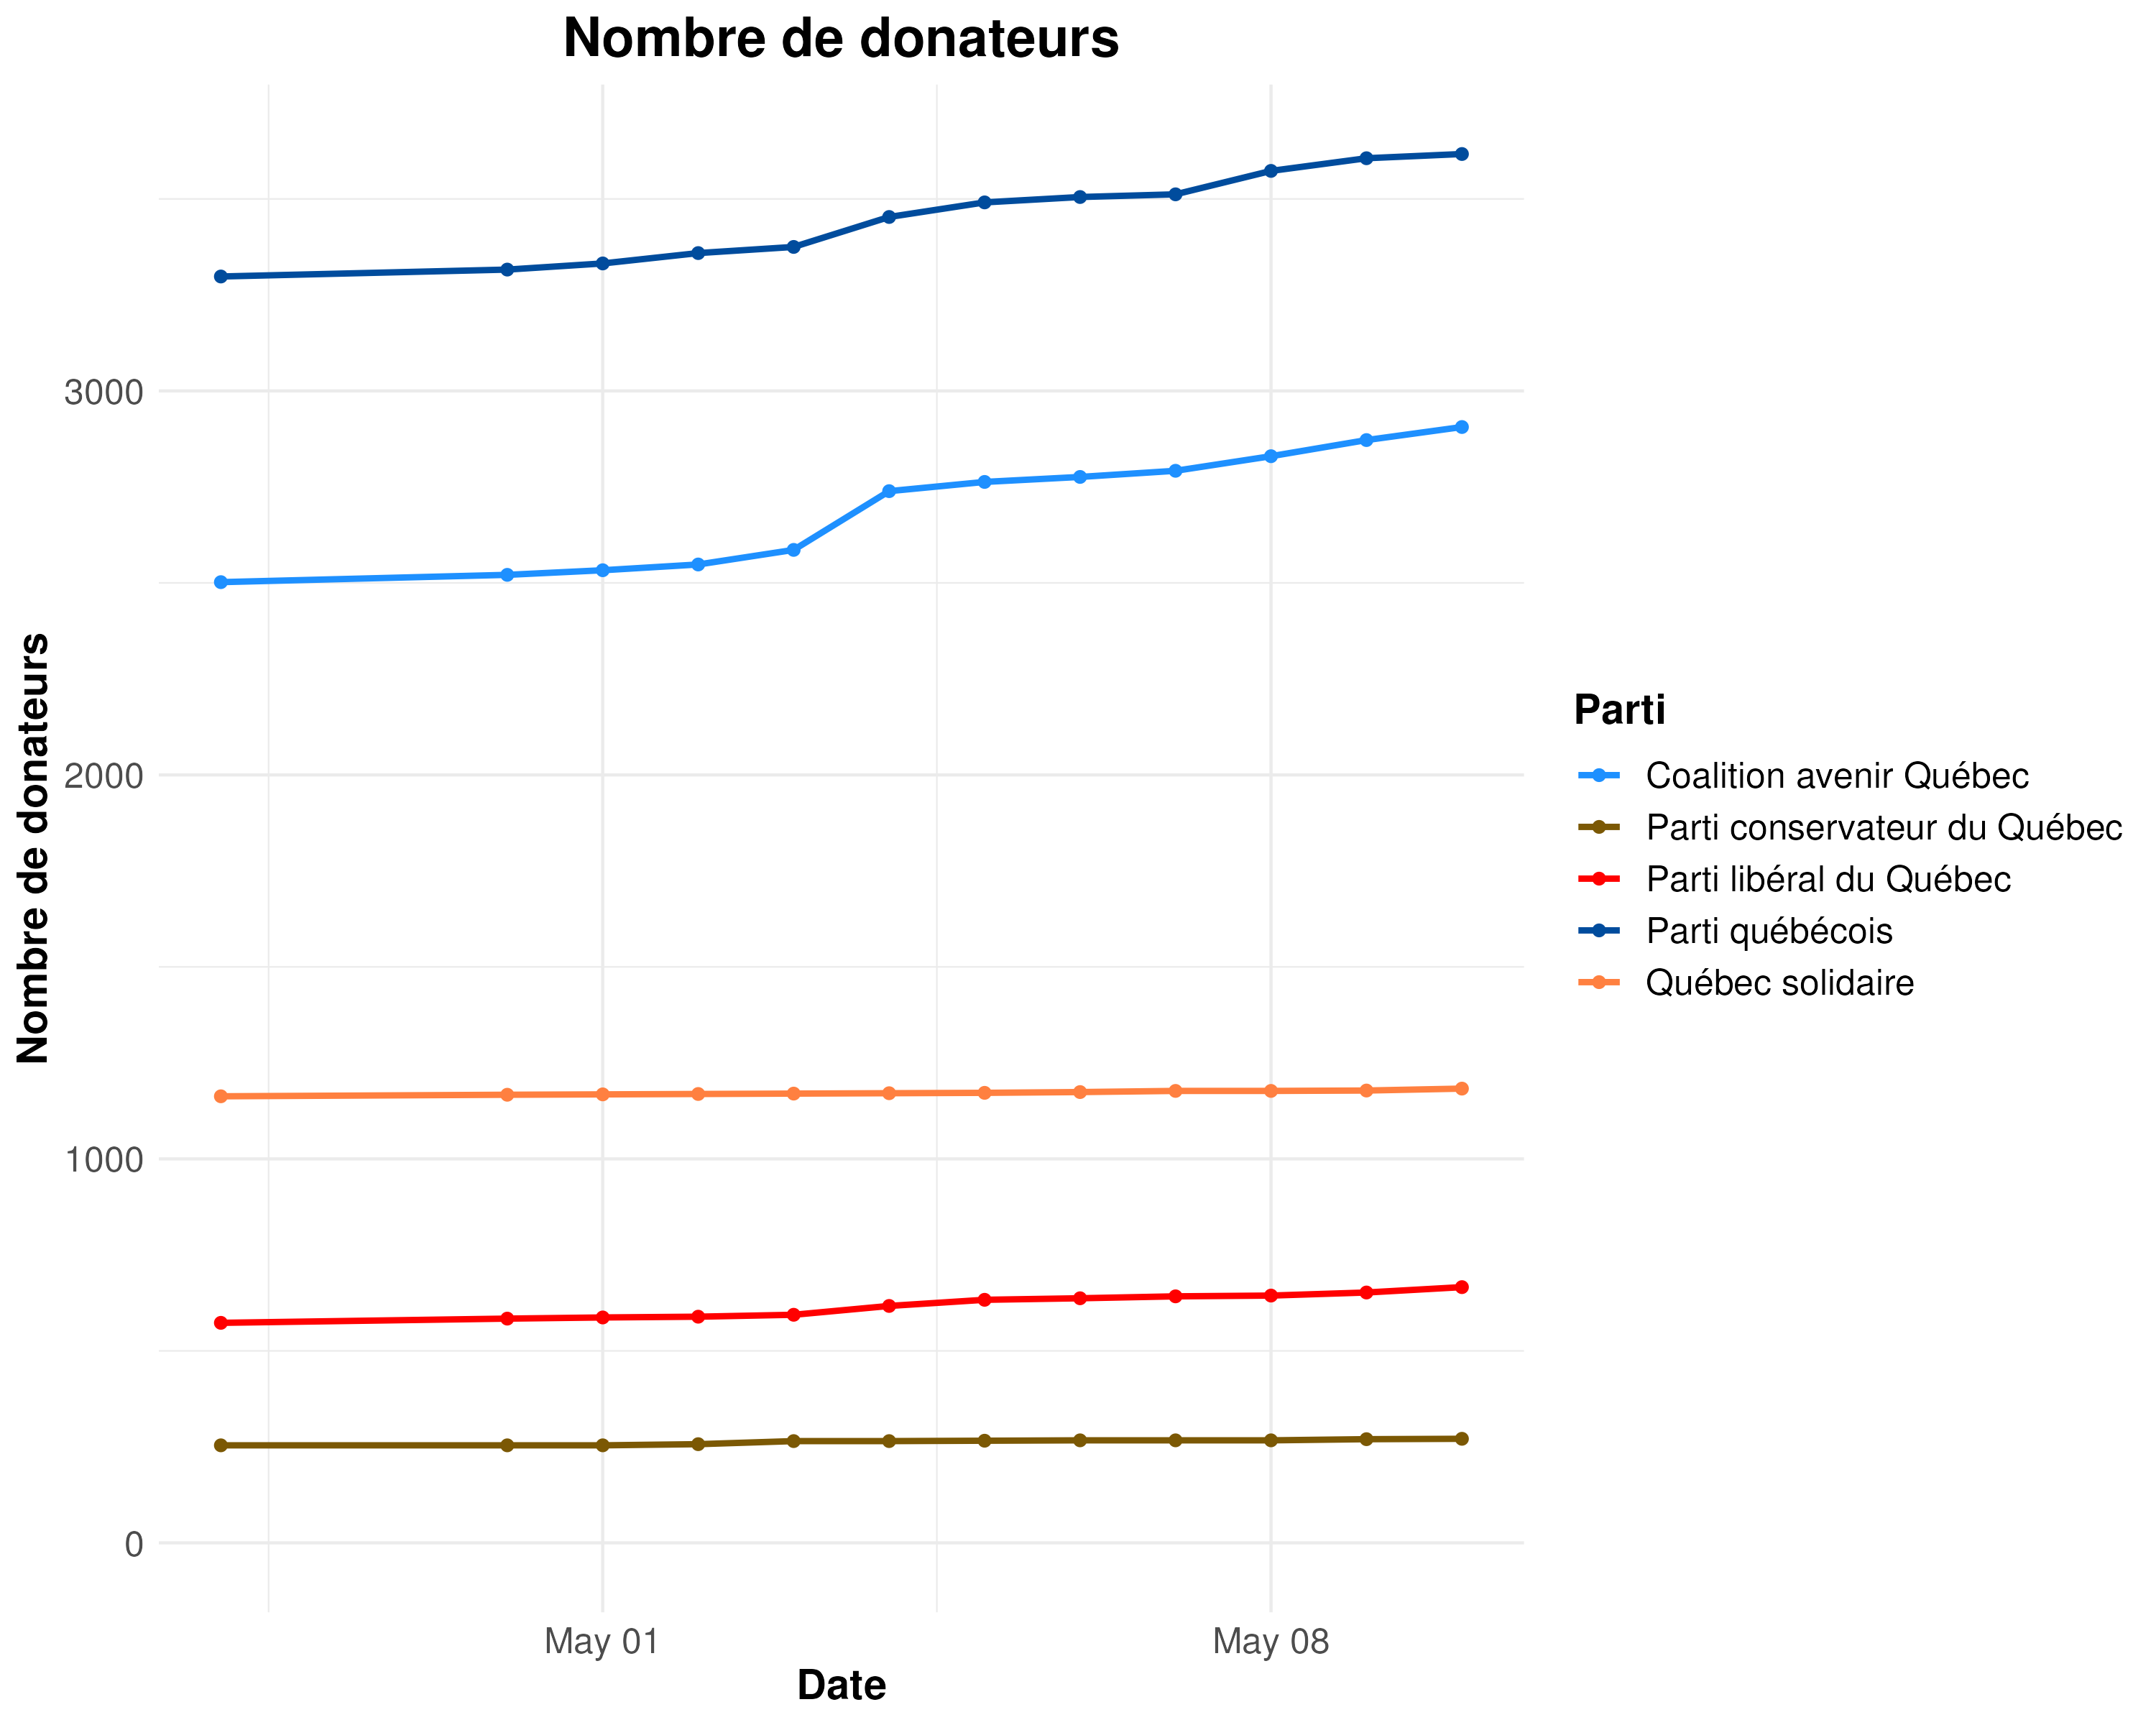 Nombre de donateurs
Nombre de donateurs
3000
2000
1000
0
May 01
May 08
Date
Parti
Coalition avenir Québec
Parti conservateur du Québec
Parti libéral du Québec
Parti québécois
Québec solidaire